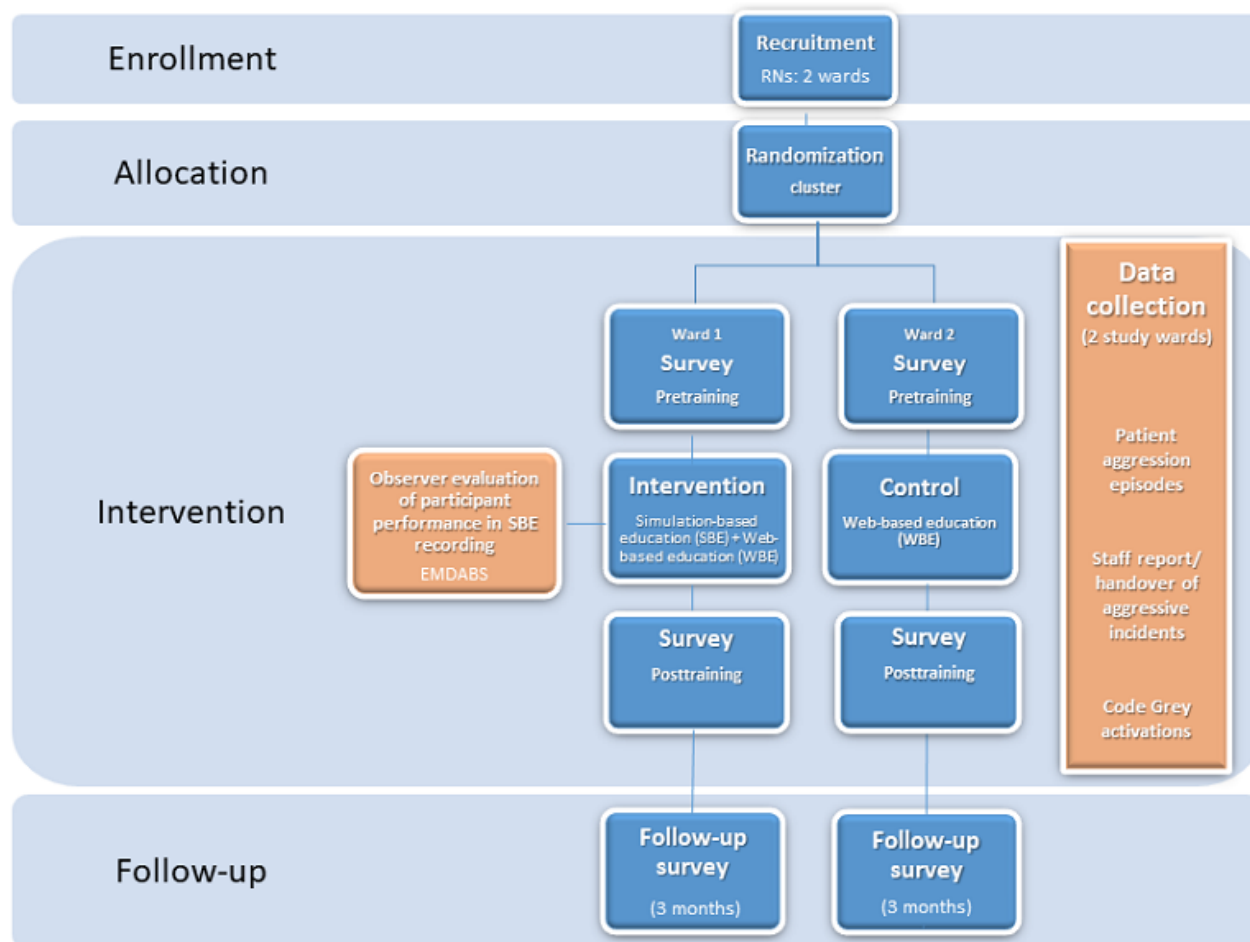 Enrollment
Recruitment
RNs: 2 wards
Allocation
Randomization
cluster
Intervention
Ward 1
Survey
Pretraining
Ward 2
Survey
Pretraining
Observer evaluation
of participant
performance in SBE
recording
EMDABS
Intervention
Simulation-based
education (SBE) + Web-
based education (WBE)
Control
Web-based education
(WBE)
Survey
Posttraining
Survey
Posttraining
Data
collection
(2 study wards)
Patient
aggression
episodes
Staff report/
handover of
aggressive
incidents
Code Grey
activations
Follow-up
Follow-up
survey
(3 months)
Follow-up
survey
(3 months)